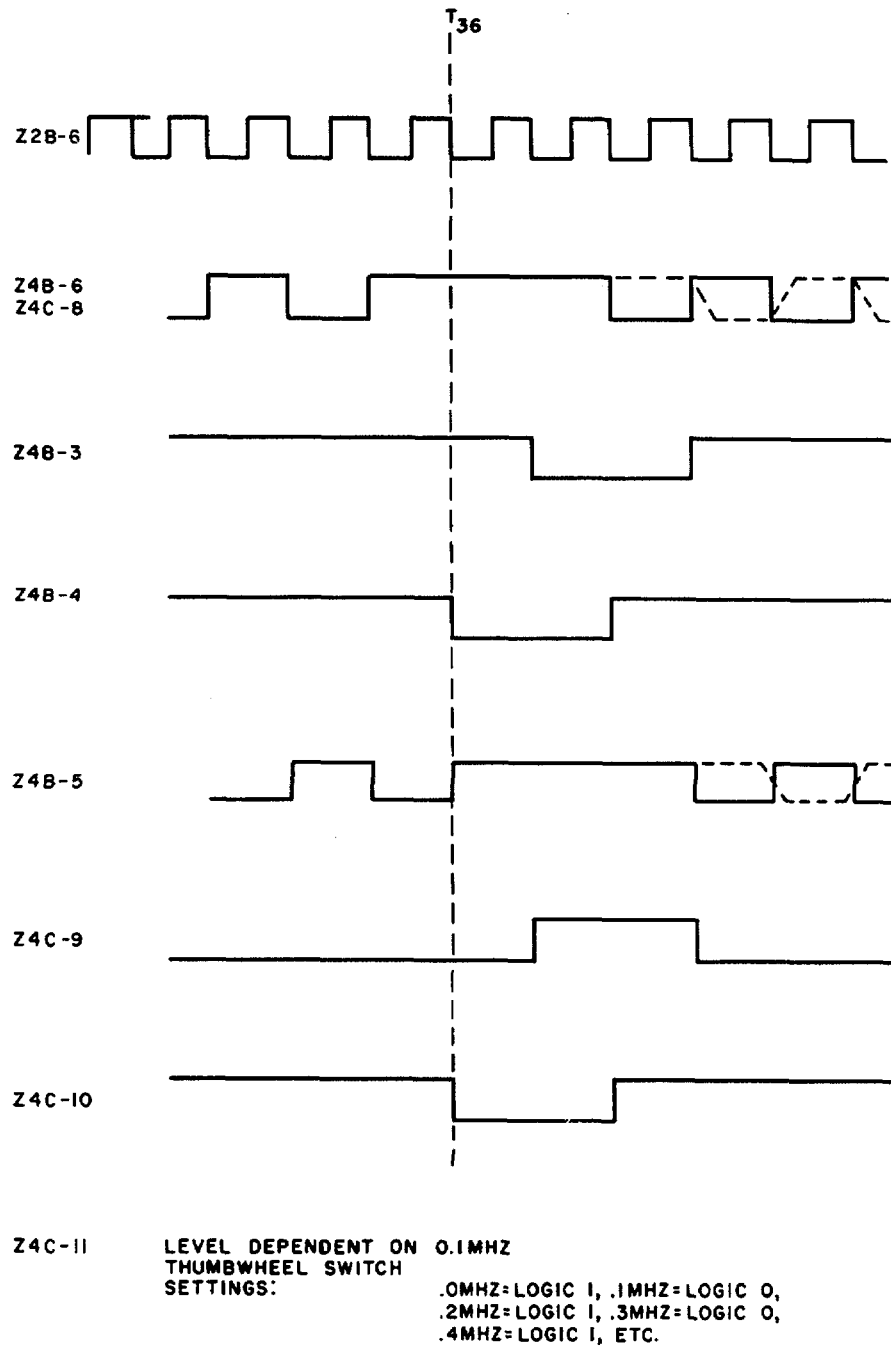 T36
Z2B-6
Z4B-6
Z4C-8
Z4B-3
Z4B-4
Z4B-5
Z4C-9
Z4C-10
Z4C-11 LEVEL DEPENDENT ON 0.1MHZ
THUMBWHEEL SWITCH
SETTINGS: .0MHZ=LOGIC 1, .1MHZ=LOGIC 0,
.2MHZ=LOGIC 1, .3MHZ=LOGIC 0,
.4MHZ=LOGIC 1, ETC.